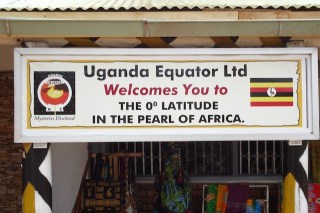 Uganda Equator Ltd
Welcomes You to
THE 0° LATITUDE
IN THE PEARL OF AFRICA.
Mysteries Disclosed